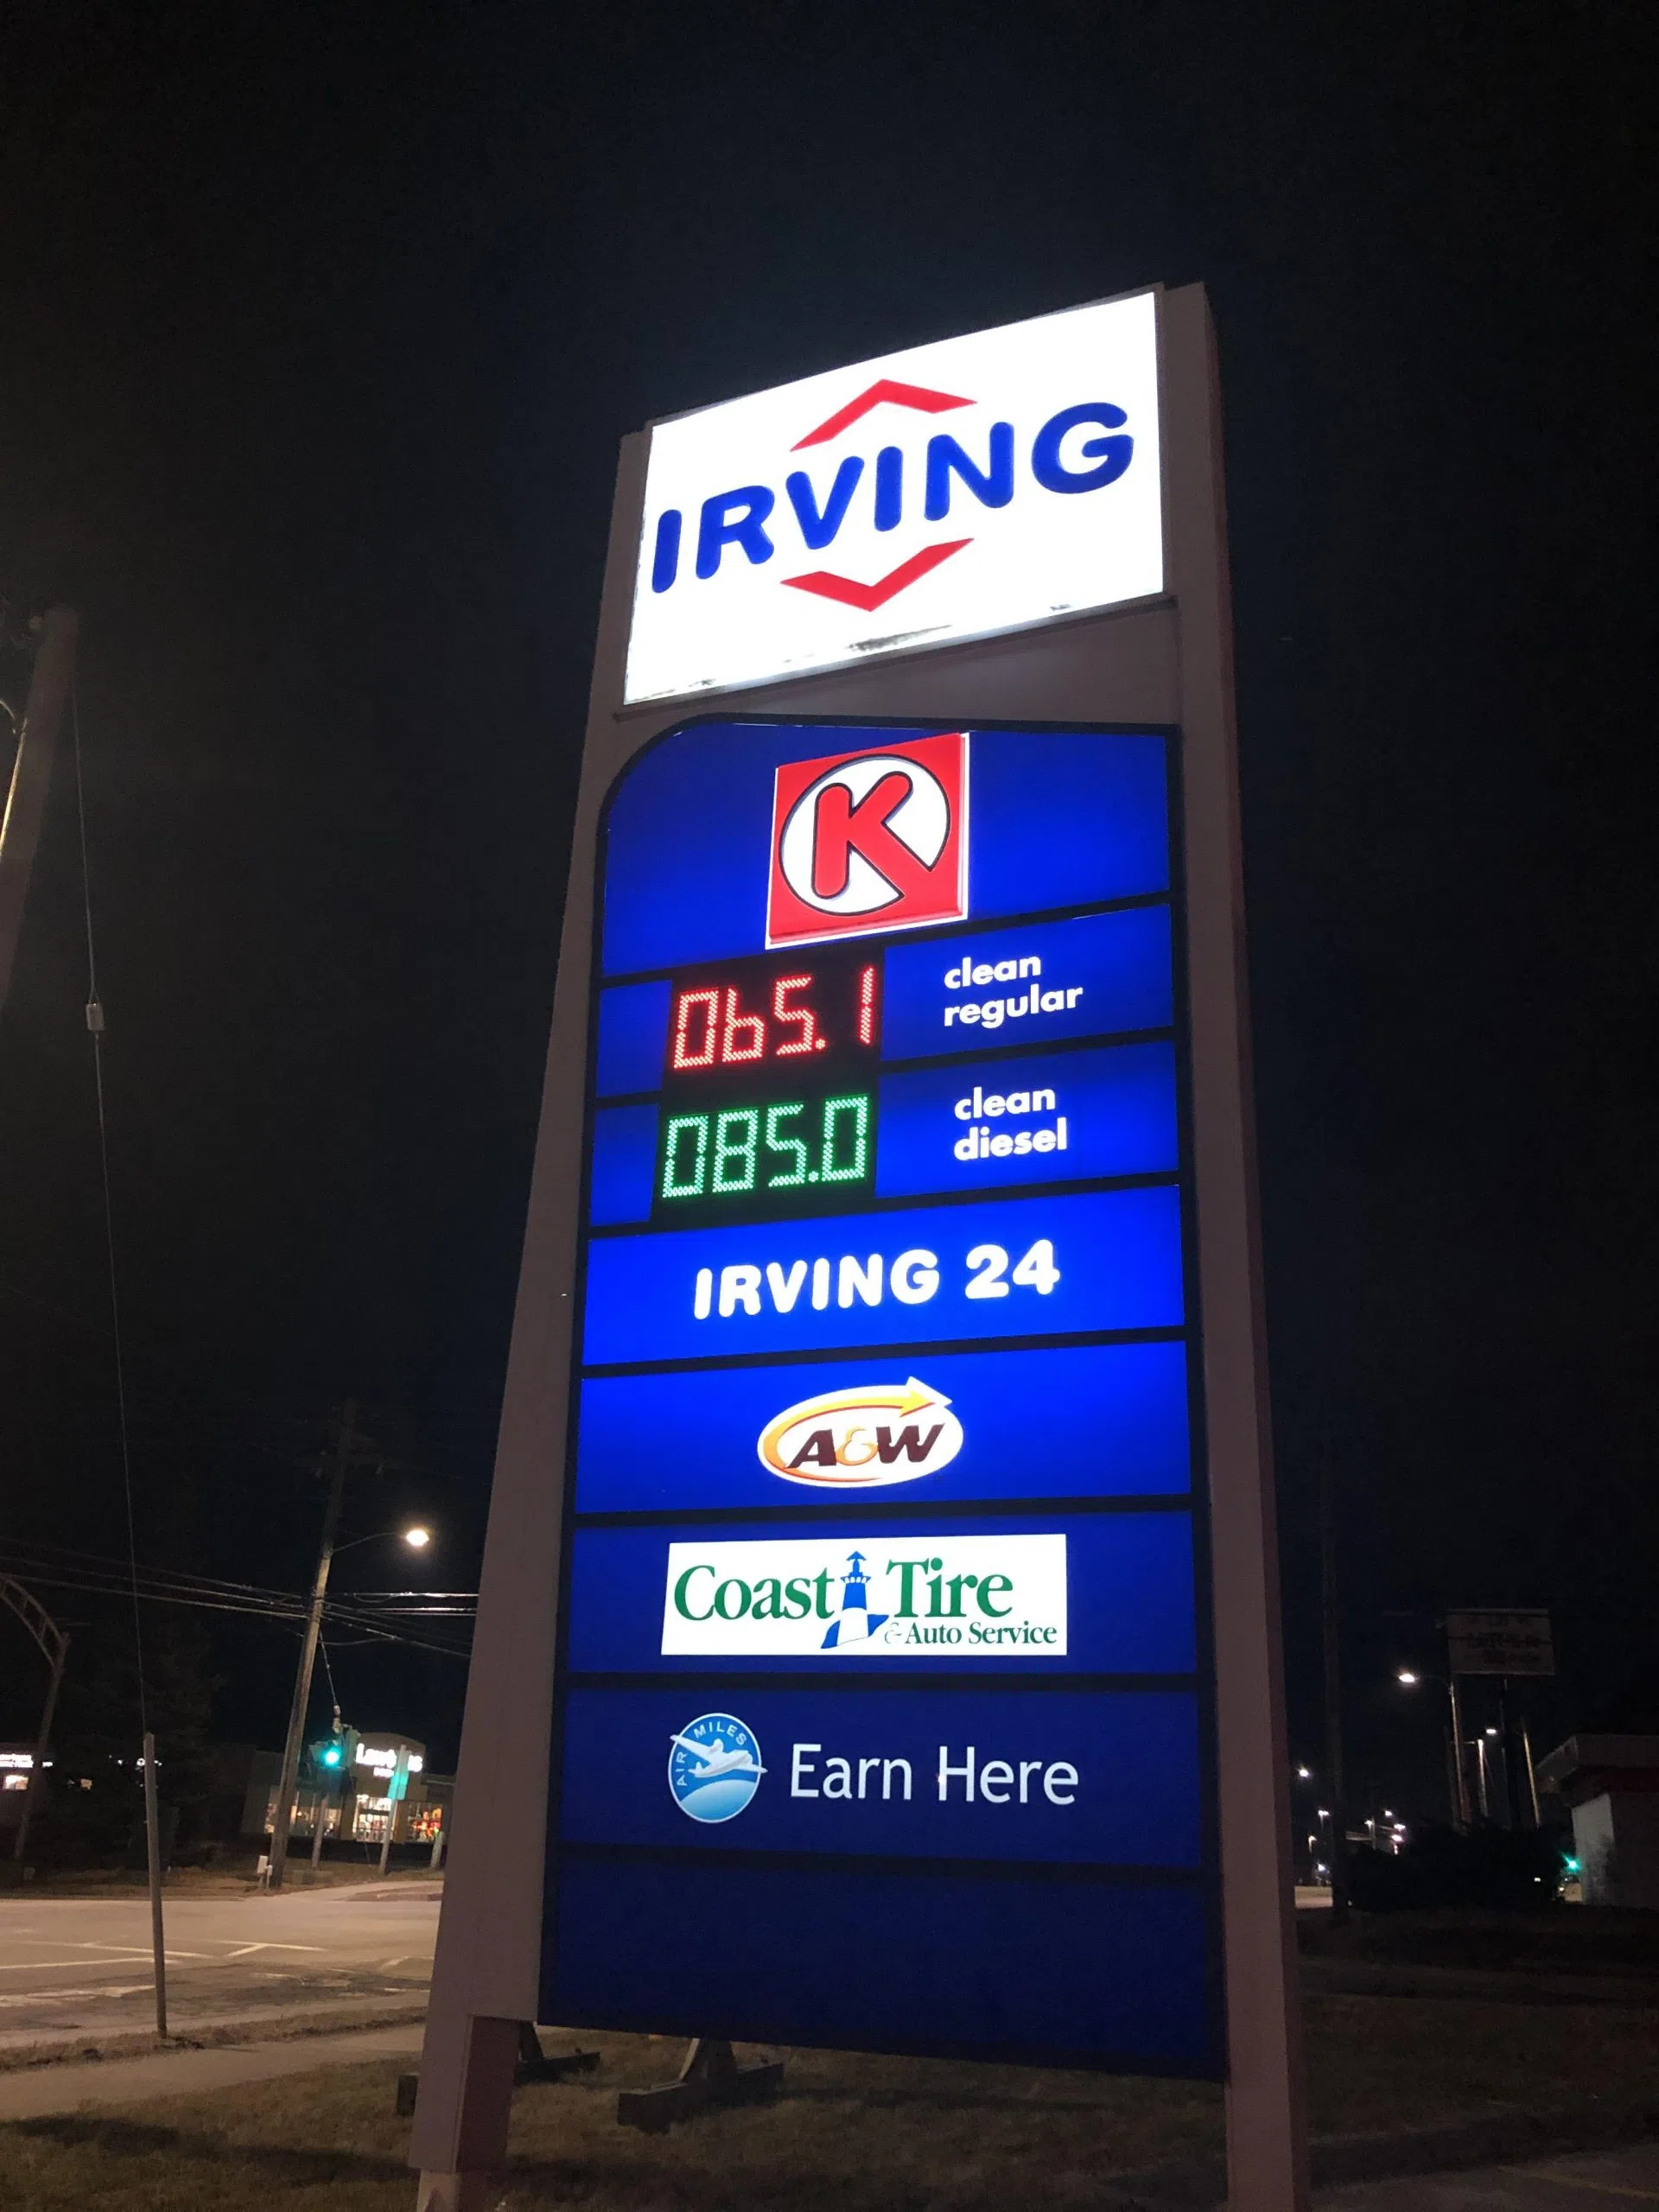 IRVING
K
065.1
clean
regular
085.0
clean
diesel
IRVING 24
A&W
Coast Tire
& Auto Service
AIR MILES
Earn Here